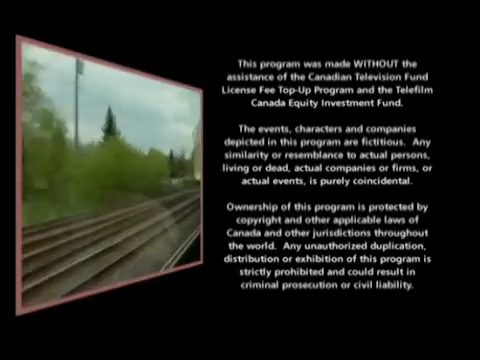 This program was made WITHOUT the
assistance of the Canadian Television Fund
License Fee Top-Up Program and the Telefilm
Canada Equity Investment Fund.
The events, characters and companies
depicted in this program are fictitious. Any
similarity or resemblance to actual persons,
living or dead, actual companies or firms, or
actual events, is purely coincidental.
Ownership of this program is protected by
copyright and other applicable laws of
Canada and other jurisdictions throughout
the world. Any unauthorized duplication,
distribution or exhibition of this program is
strictly prohibited and could result in
criminal prosecution or civil liability.